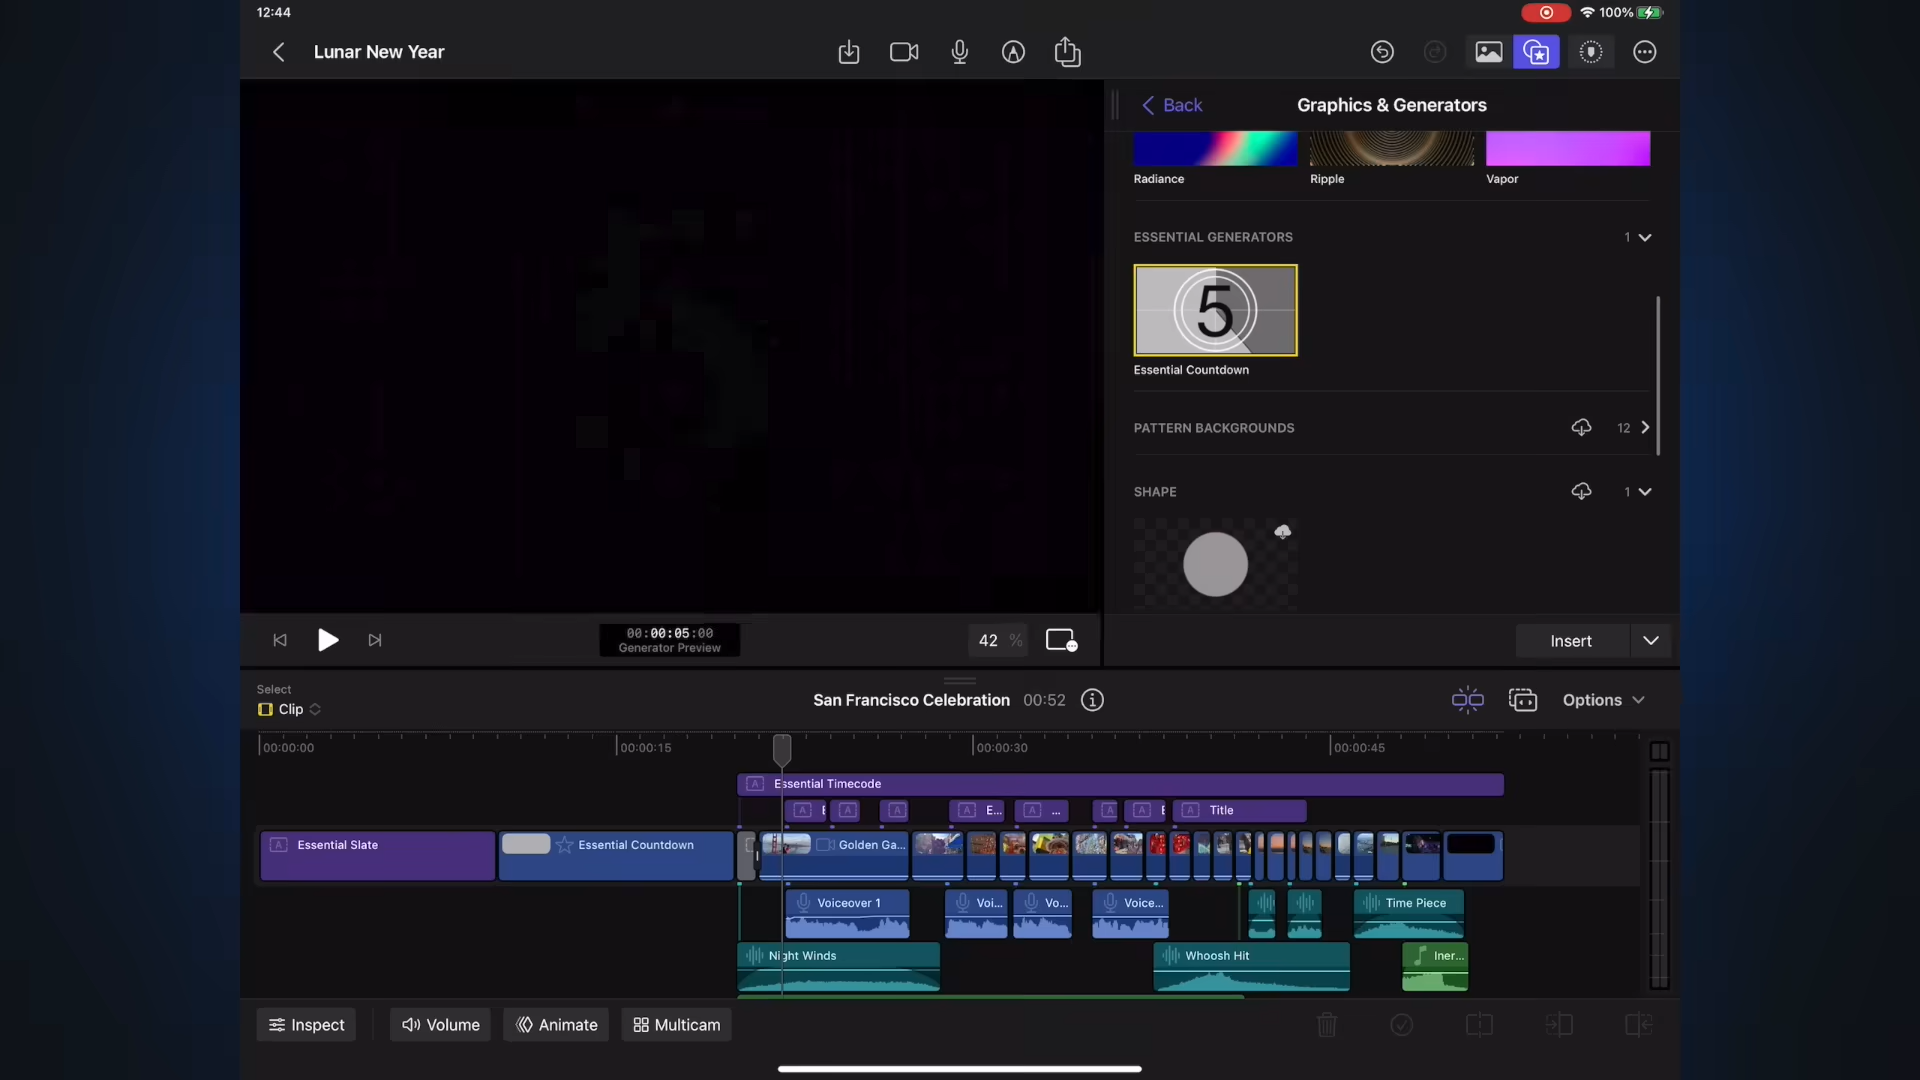 12:44
100%
Lunar New Year
Back
Graphics & Generators
Radiance
Ripple
Vapor
ESSENTIAL GENERATORS
1
5
Essential Countdown
PATTERN BACKGROUNDS
12
SHAPE
1
00:00:05:00
Generator Preview
42 %
Insert
Select
Clip
San Francisco Celebration
00:52
Options
00:00:00
00:00:15
00:00:30
00:00:45
A Essential Timecode
A
A
A
A E...
A ...
A
A
A Title
A Essential Slate
Essential Countdown
Golden Ga...
Voiceover 1
Voi...
Vo...
Voice...
Time Piece
Night Winds
Whoosh Hit
Iner...
Inspect
Volume
Animate
Multicam